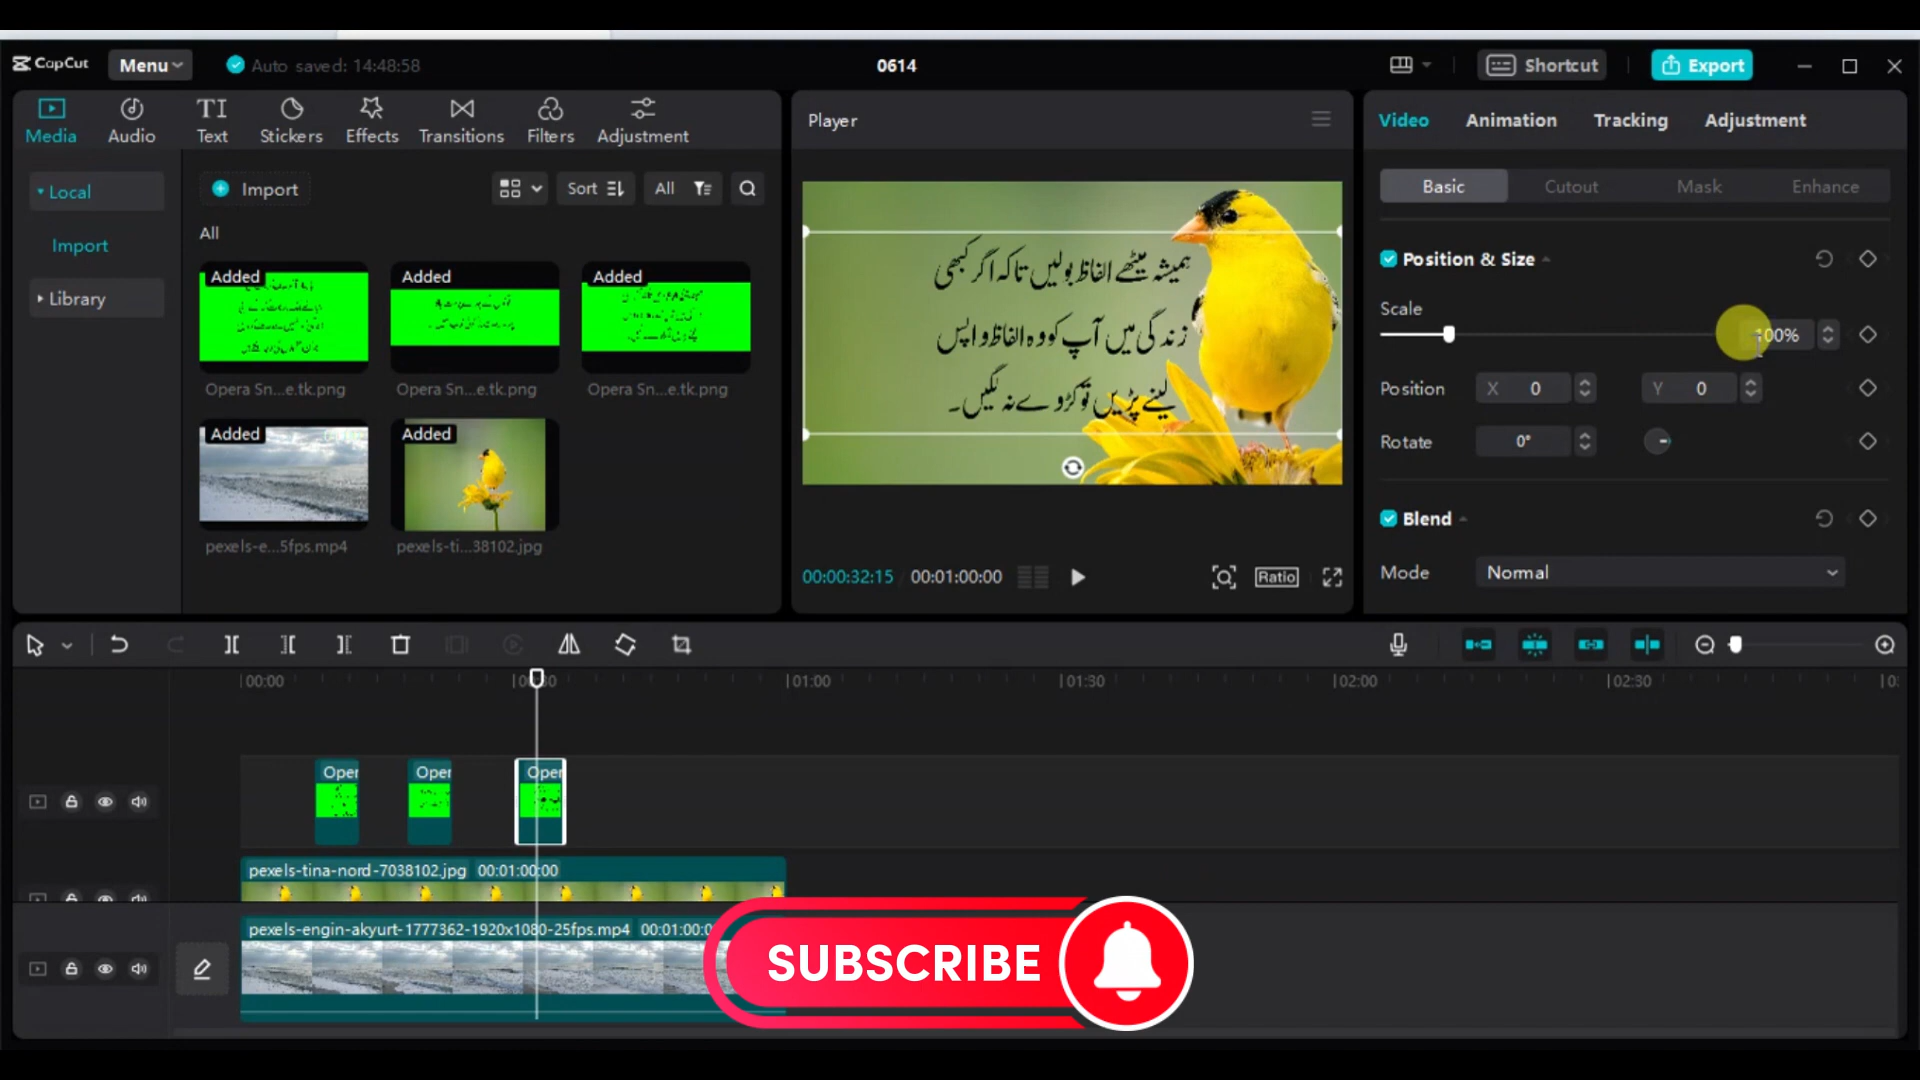 CapCut
Menu
Auto saved: 14:48:58
0614
Shortcut
Export
Media
Audio
Text
Stickers
Effects
Transitions
Filters
Adjustment
Local
Import
Library
Import
Sort
All
All
Added
Added
Added
Opera Sn...e.tk.png
Opera Sn...e.tk.png
Opera Sn...e.tk.png
Added
Added
pexels-e...5fps.mp4
pexels-ti...38102.jpg
Player
ہمیشہ میٹھے الفاظ بولیں تاکہ اگر کبھی
زندگی میں آپ کو وہ الفاظ واپس
لینے پڑیں تو کڑوے نہ لگیں۔
00:00:32:15 / 00:01:00:00
Ratio
Video
Animation
Tracking
Adjustment
Basic
Cutout
Mask
Enhance
Position & Size
Scale
100%
Position
X 0
Y 0
Rotate
0°
Blend
Mode
Normal
00:00
01:00
01:30
02:00
02:30
Oper
Oper
Oper
pexels-tina-nord-7038102.jpg 00:01:00:00
pexels-engin-akyurt-1777362-1920x1080-25fps.mp4 00:01:00:0
SUBSCRIBE